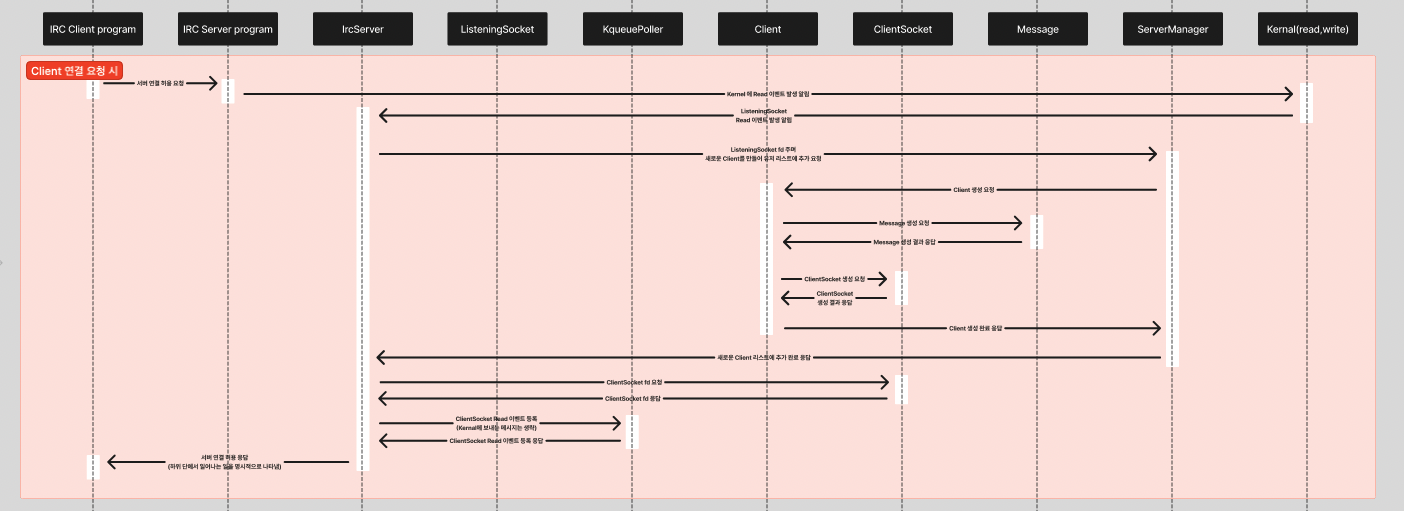 IRC Client program
IRC Server program
IrcServer
ListeningSocket
KqueuePoller
Client
ClientSocket
Message
ServerManager
Kernal(read,write)
Client 연결 요청 시
서버 연결 허용 요청
Kernel 에 Read 이벤트 발생 알림
ListeningSocket
Read 이벤트 발생 알림
ListeningSocket fd 주며
새로운 Client를 만들어 유저 리스트에 추가 요청
Client 생성 요청
Message 생성 요청
Message 생성 결과 응답
ClientSocket 생성 요청
ClientSocket
생성 결과 응답
Client 생성 완료 응답
새로운 Client 리스트에 추가 완료 응답
ClientSocket fd 요청
ClientSocket fd 응답
ClientSocket Read 이벤트 등록
(Kernal에 보내는 메시지는 생략)
ClientSocket Read 이벤트 등록 응답
서버 연결 허용 응답
(하위 단에서 일어나는 일을 명시적으로 나타냄)